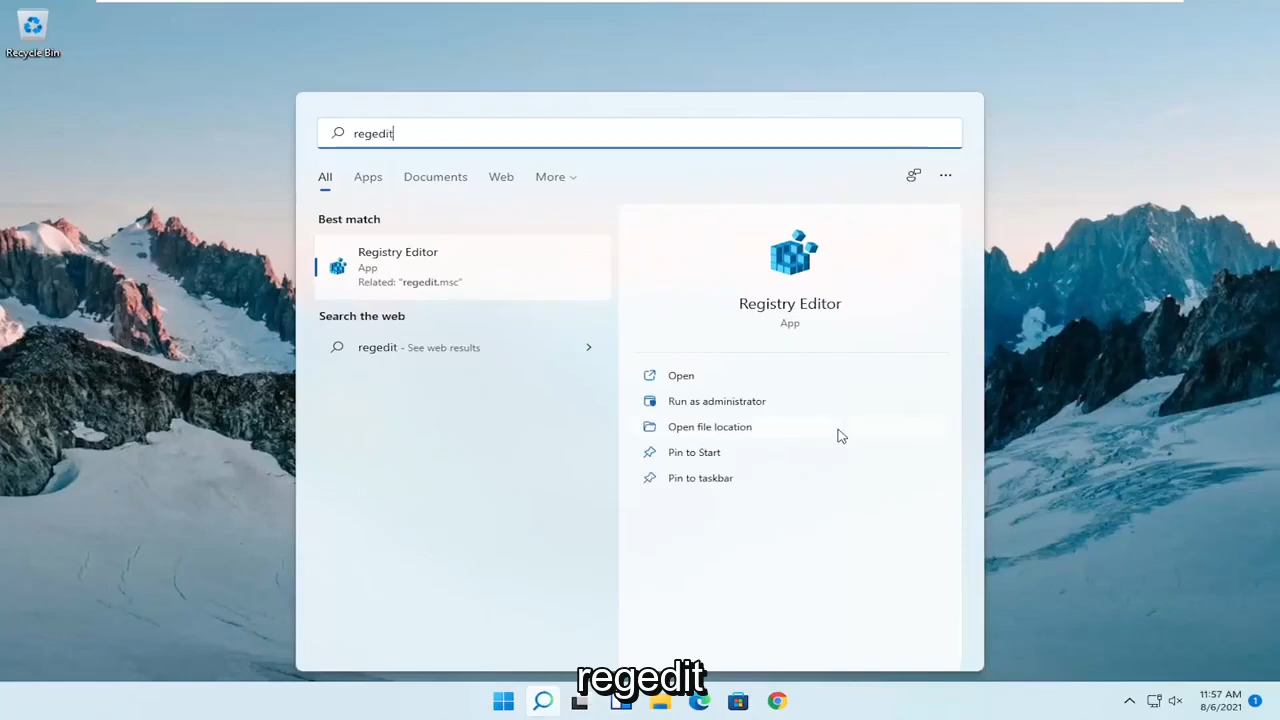 Recycle Bin
regedit
All Apps Documents Web More
Best match
Registry Editor
App
Related: "regedit.msc"
Search the web
regedit - See web results
Registry Editor
App
Open
Run as administrator
Open file location
Pin to Start
Pin to taskbar
regedit
11:57 AM
8/6/2021
1